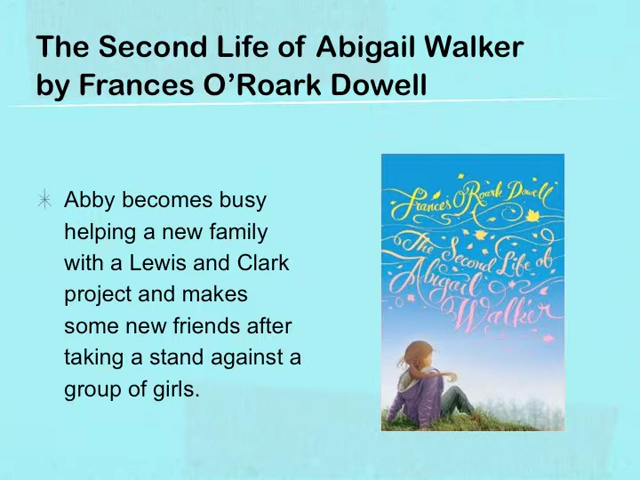 The Second Life of Abigail Walker
by Frances O’Roark Dowell
Abby becomes busy
helping a new family
with a Lewis and Clark
project and makes
some new friends after
taking a stand against a
group of girls.
Frances O'Roark Dowell
The Second Life of
Abigail
Walker